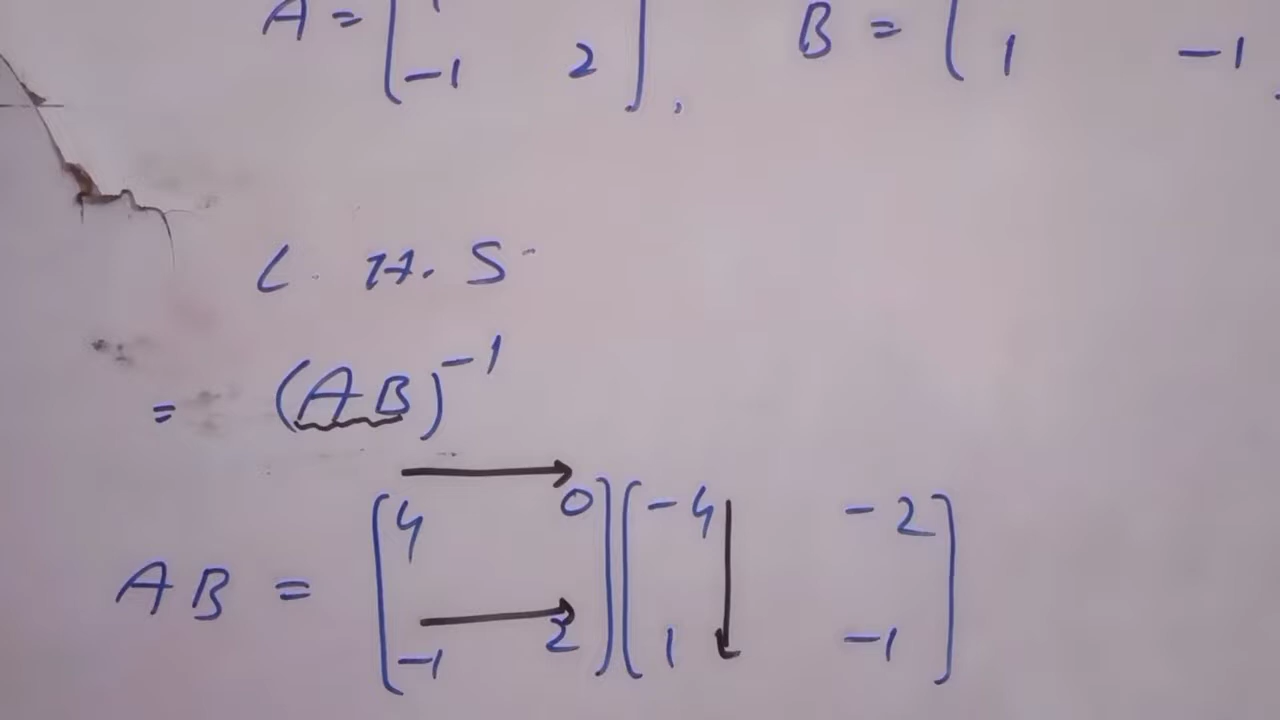 A = [ -1 2 ], B = [ 1 -1
L.H.S.
= (AB)^-1
AB = [4 0 [-4 -2
-1 2] 1 -1]